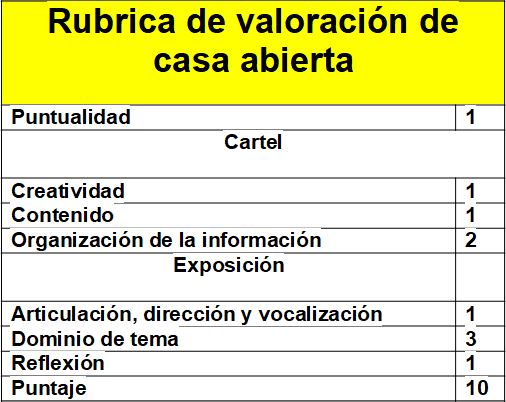 Rubrica de valoración de
casa abierta
Puntualidad 1
Cartel
Creatividad 1
Contenido 1
Organización de la información 2
Exposición
Articulación, dirección y vocalización 1
Dominio de tema 3
Reflexión 1
Puntaje 10